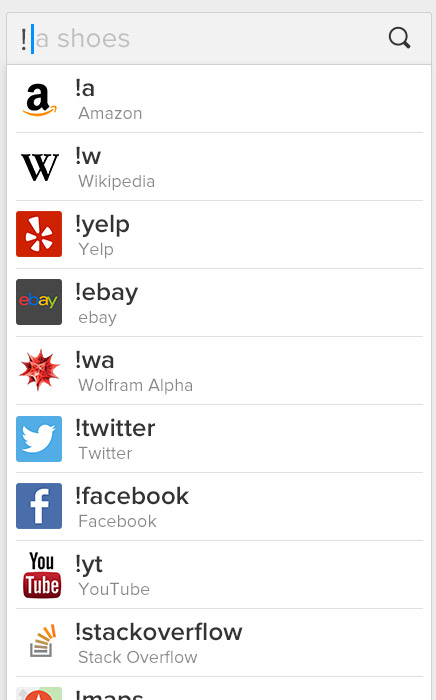 !a shoes
a
!a
Amazon
W
!w
Wikipedia
!yelp
Yelp
ebay
!ebay
ebay
!wa
Wolfram Alpha
!twitter
Twitter
f
!facebook
Facebook
You
Tube
!yt
YouTube
!stackoverflow
Stack Overflow
!maps